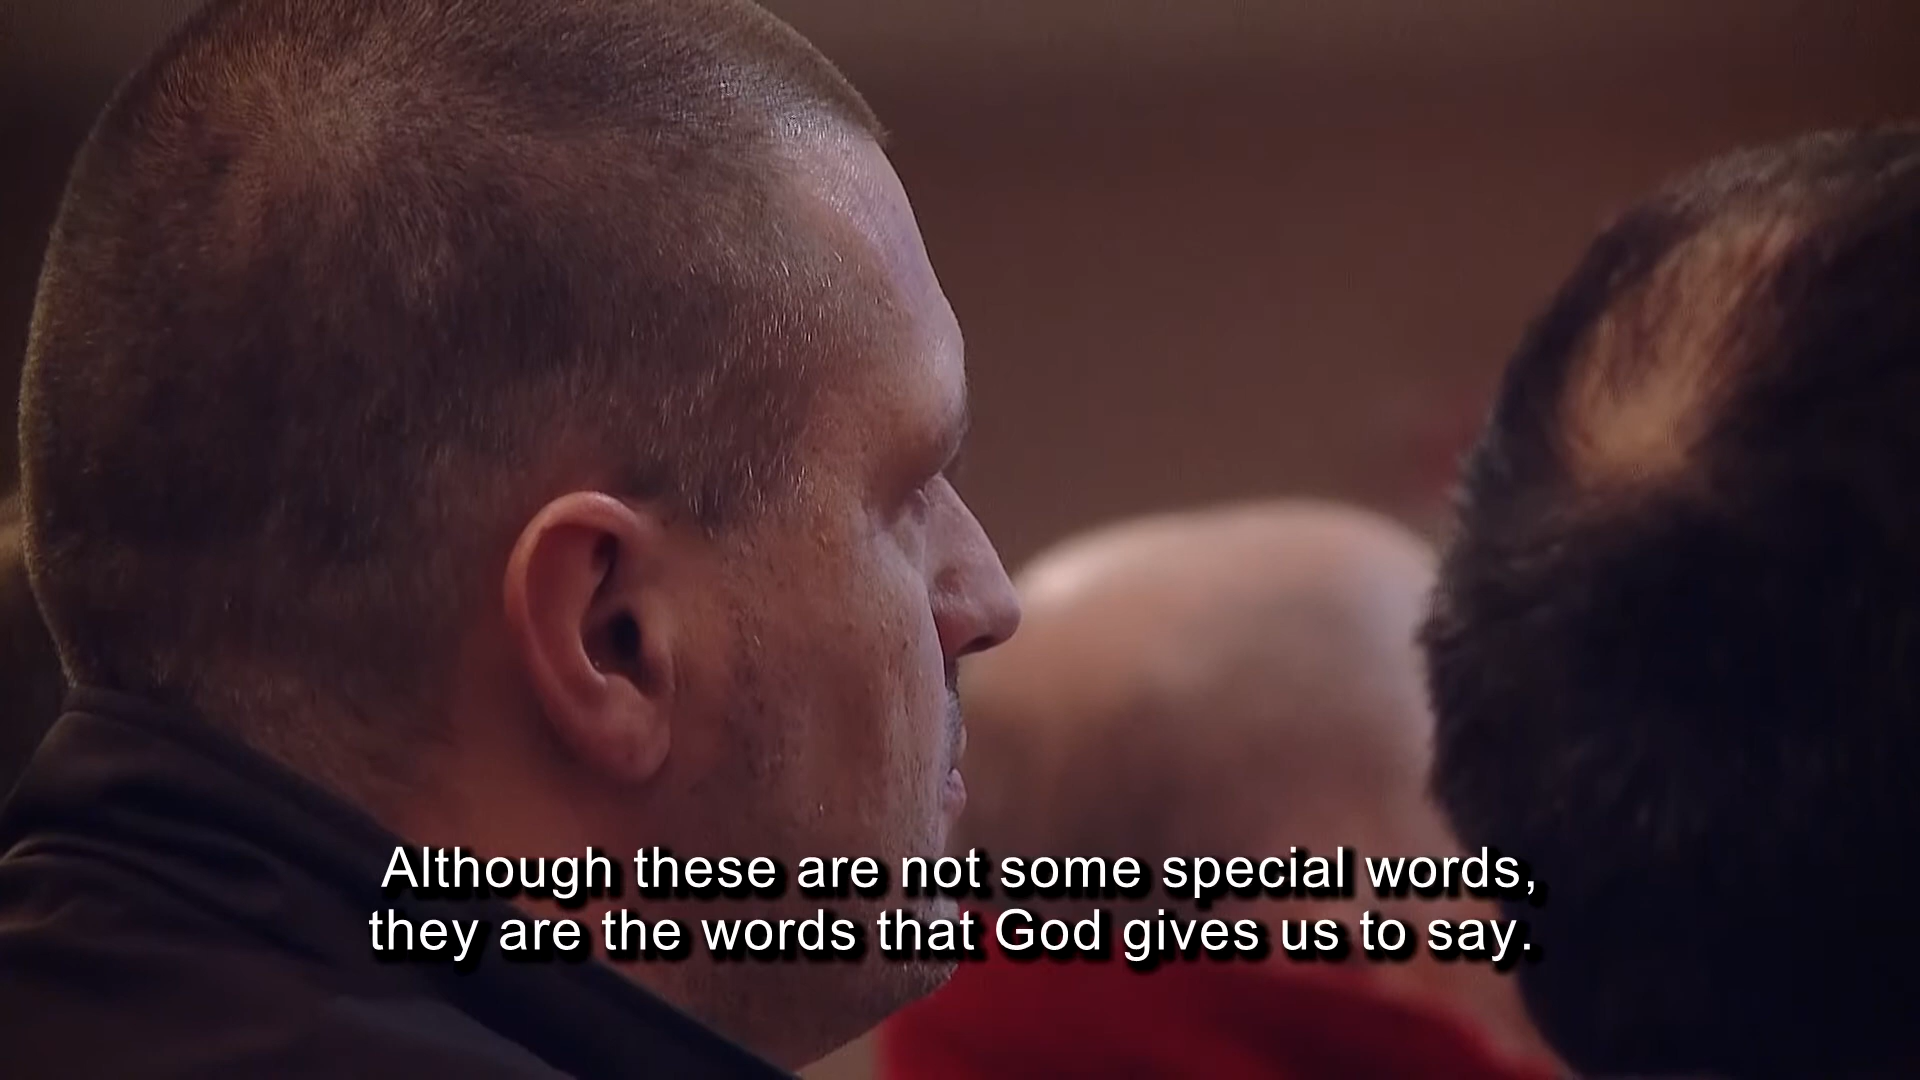 Although these are not some special words,
they are the words that God gives us to say.